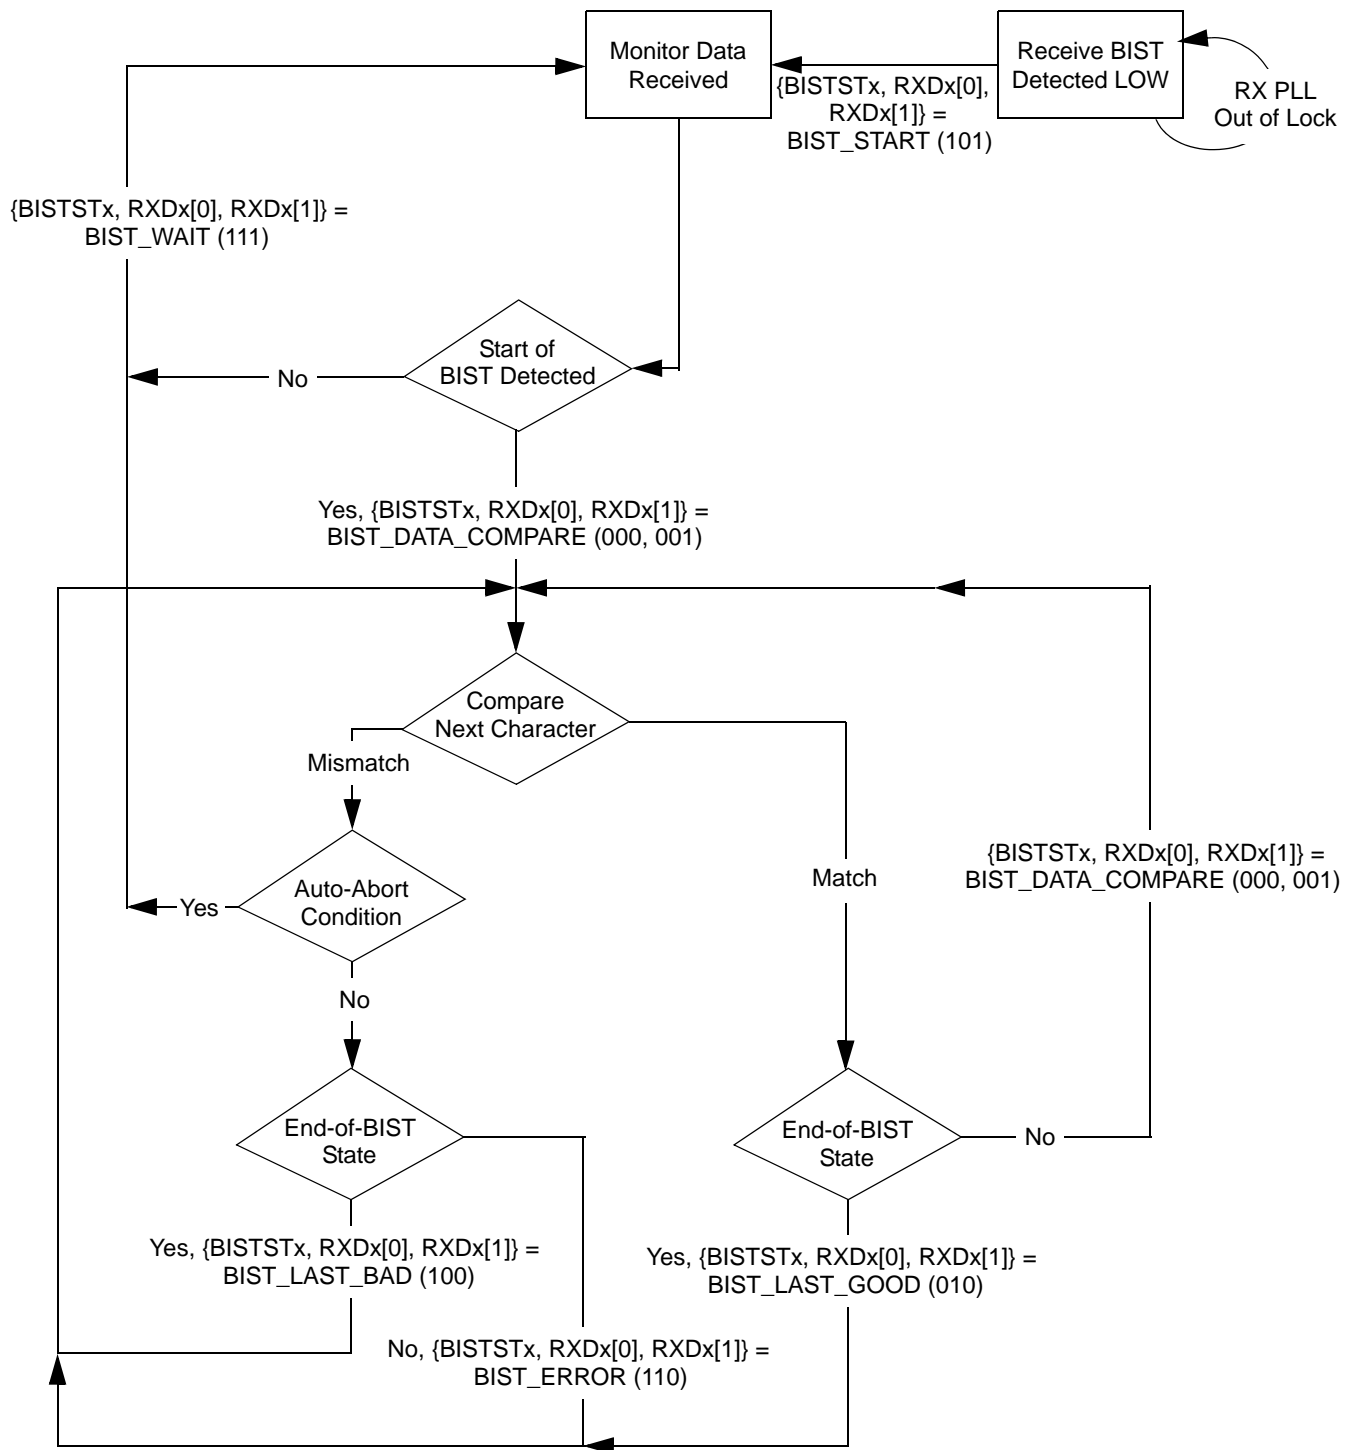 Monitor Data
Received
Receive BIST
Detected LOW
RX PLL
Out of Lock
{BISTSTx, RXDx[0],
RXDx[1]} =
BIST_START (101)
{BISTSTx, RXDx[0], RXDx[1]} =
BIST_WAIT (111)
Start of
BIST Detected
No
Yes, {BISTSTx, RXDx[0], RXDx[1]} =
BIST_DATA_COMPARE (000, 001)
Compare
Next Character
Mismatch
Match
{BISTSTx, RXDx[0], RXDx[1]} =
BIST_DATA_COMPARE (000, 001)
Auto-Abort
Condition
Yes
No
End-of-BIST
State
End-of-BIST
State
No
Yes, {BISTSTx, RXDx[0], RXDx[1]} =
BIST_LAST_BAD (100)
Yes, {BISTSTx, RXDx[0], RXDx[1]} =
BIST_LAST_GOOD (010)
No, {BISTSTx, RXDx[0], RXDx[1]} =
BIST_ERROR (110)